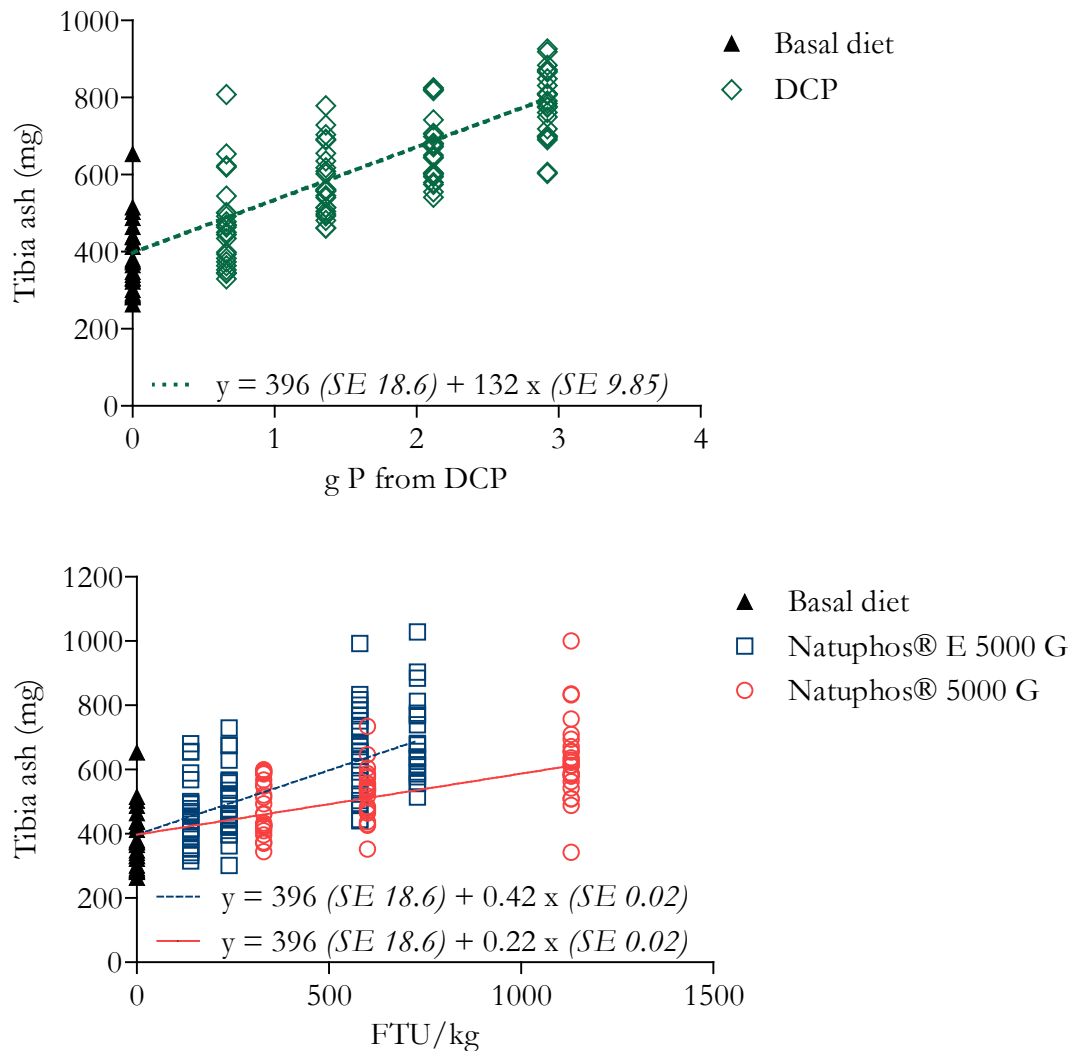 1000
800
600
400
200
0
Tibia ash (mg)
Basal diet
DCP
y = 396 (SE 18.6) + 132 x (SE 9.85)
0 1 2 3 4
g P from DCP
1200
1000
800
600
400
200
0
Tibia ash (mg)
Basal diet
Natuphos® E 5000 G
Natuphos® 5000 G
y = 396 (SE 18.6) + 0.42 x (SE 0.02)
y = 396 (SE 18.6) + 0.22 x (SE 0.02)
0 500 1000 1500
FTU/kg